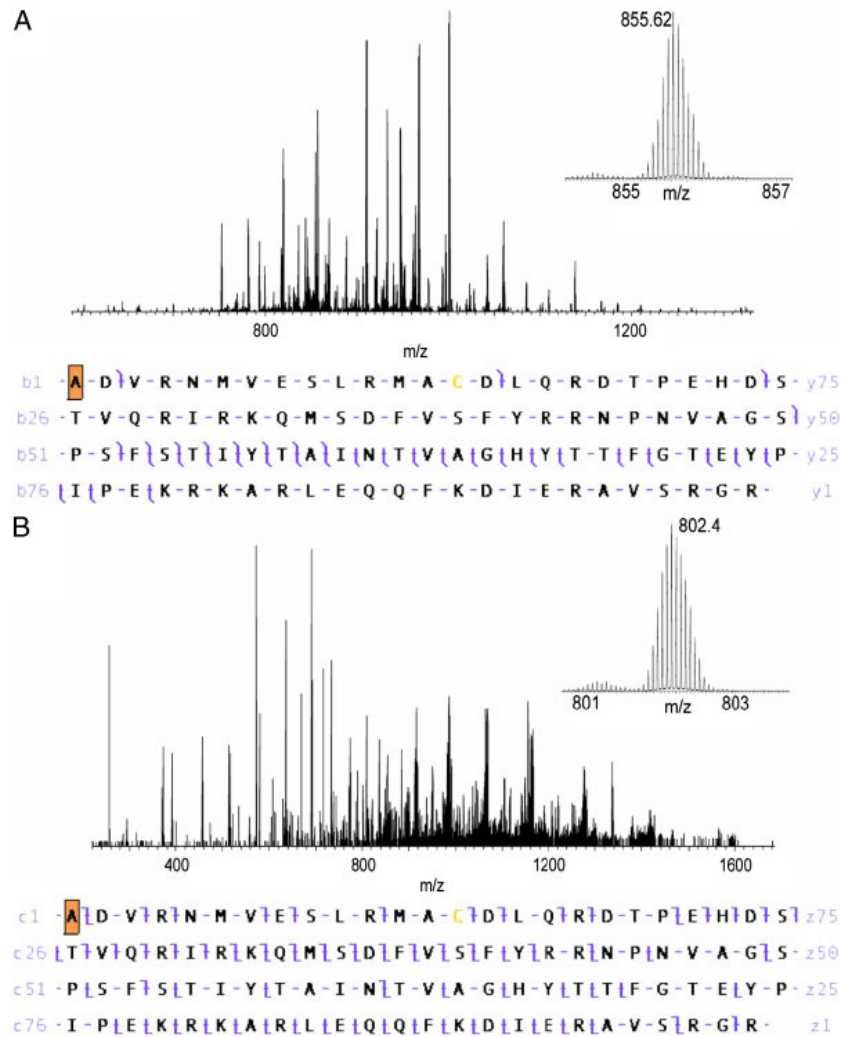 A
855.62
855 m/z 857
800 1200
m/z
b1 -A-D-V-R-N-M-V-E-S-L-R-M-A-C-D-L-Q-R-D-T-P-E-H-D-S- y75
b26 -T-V-Q-R-I-R-K-Q-M-S-D-F-V-S-F-Y-R-R-N-P-N-V-A-G-S y50
b51 -P-S-F-S-T-I-Y-T-A-I-N-T-V-A-G-H-Y-T-T-F-G-T-E-Y-P y25
b76 I-P-E-K-R-K-A-R-L-E-Q-Q-F-K-D-I-E-R-A-V-S-R-G-R- y1
B
802.4
801 m/z 803
400 800 1200 1600
m/z
c1 -A-D-V-R-N-M-V-E-S-L-R-M-A-C-D-L-Q-R-D-T-P-E-H-D-S z75
c26 T-V-Q-R-I-R-K-Q-M-S-D-F-V-S-F-Y-R-R-N-P-N-V-A-G-S z50
c51 -P-S-F-S-T-I-Y-T-A-I-N-T-V-A-G-H-Y-T-T-F-G-T-E-Y-P- z25
c76 -I-P-E-K-R-K-A-R-L-E-Q-Q-F-K-D-I-E-R-A-V-S-R-G-R- z1